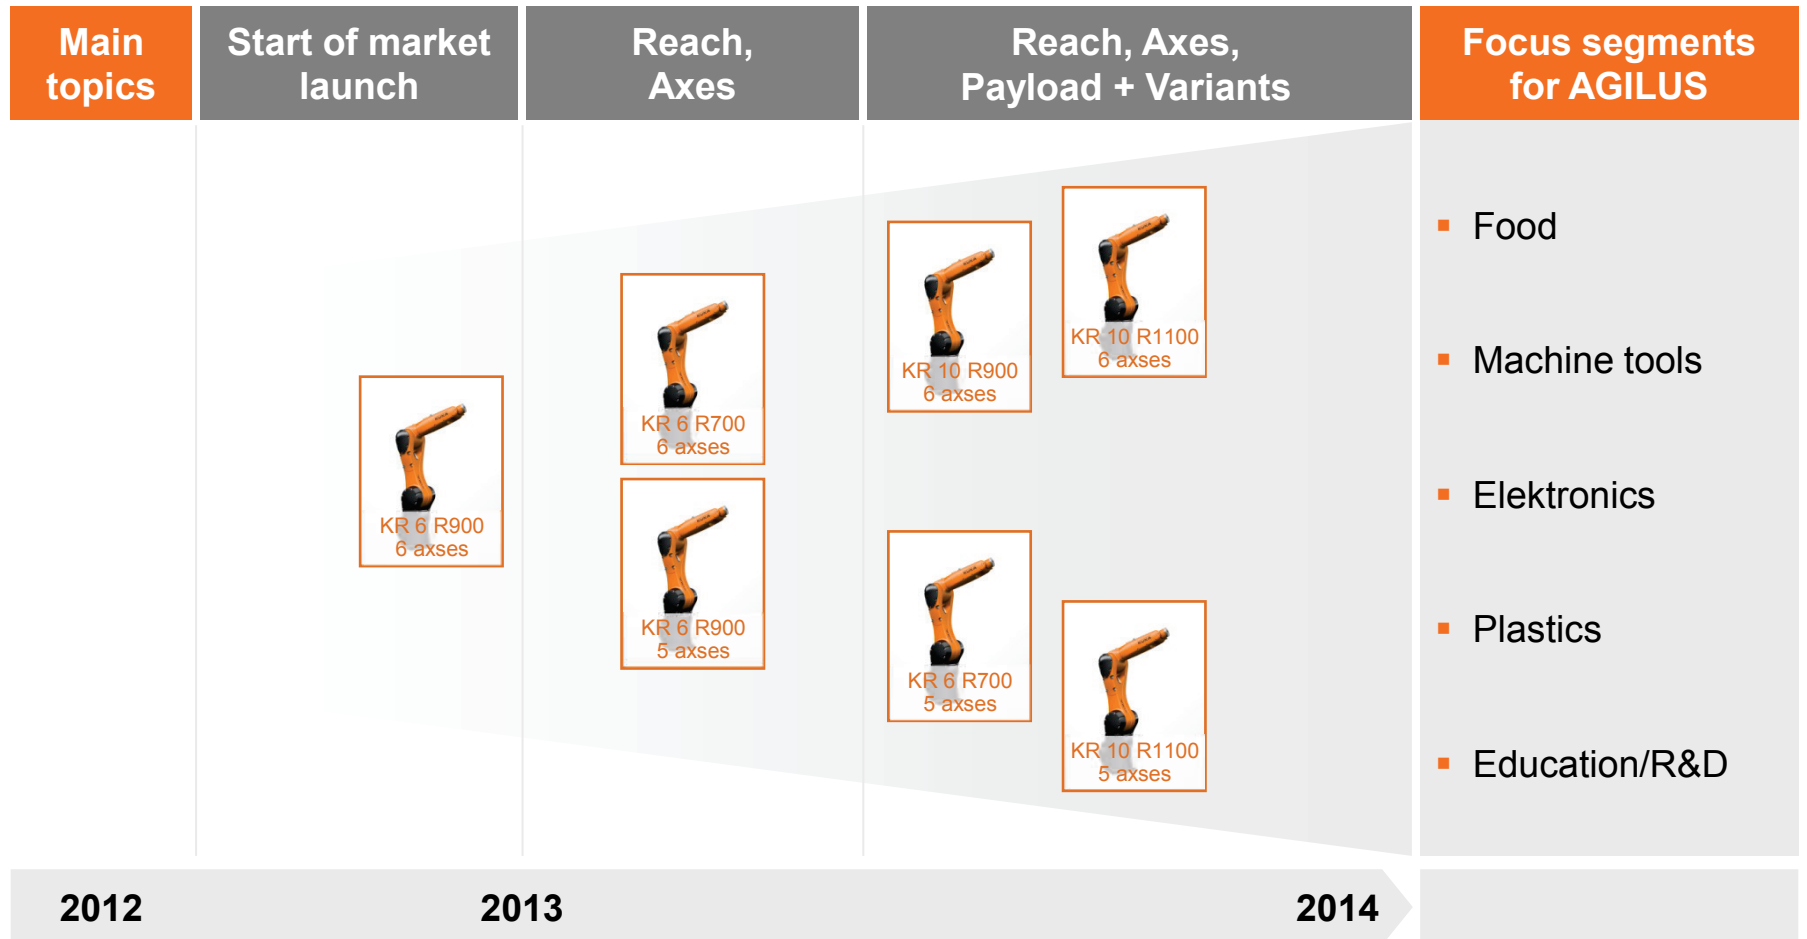 Main
topics
Start of market
launch
Reach,
Axes
Reach, Axes,
Payload + Variants
Focus segments
for AGILUS
KR 6 R900
6 axses
KR 6 R700
6 axses
KR 6 R900
5 axses
KR 10 R900
6 axses
KR 10 R1100
6 axses
KR 6 R700
5 axses
KR 10 R1100
5 axses
▪ Food
▪ Machine tools
▪ Elektronics
▪ Plastics
▪ Education/R&D
2012
2013
2014